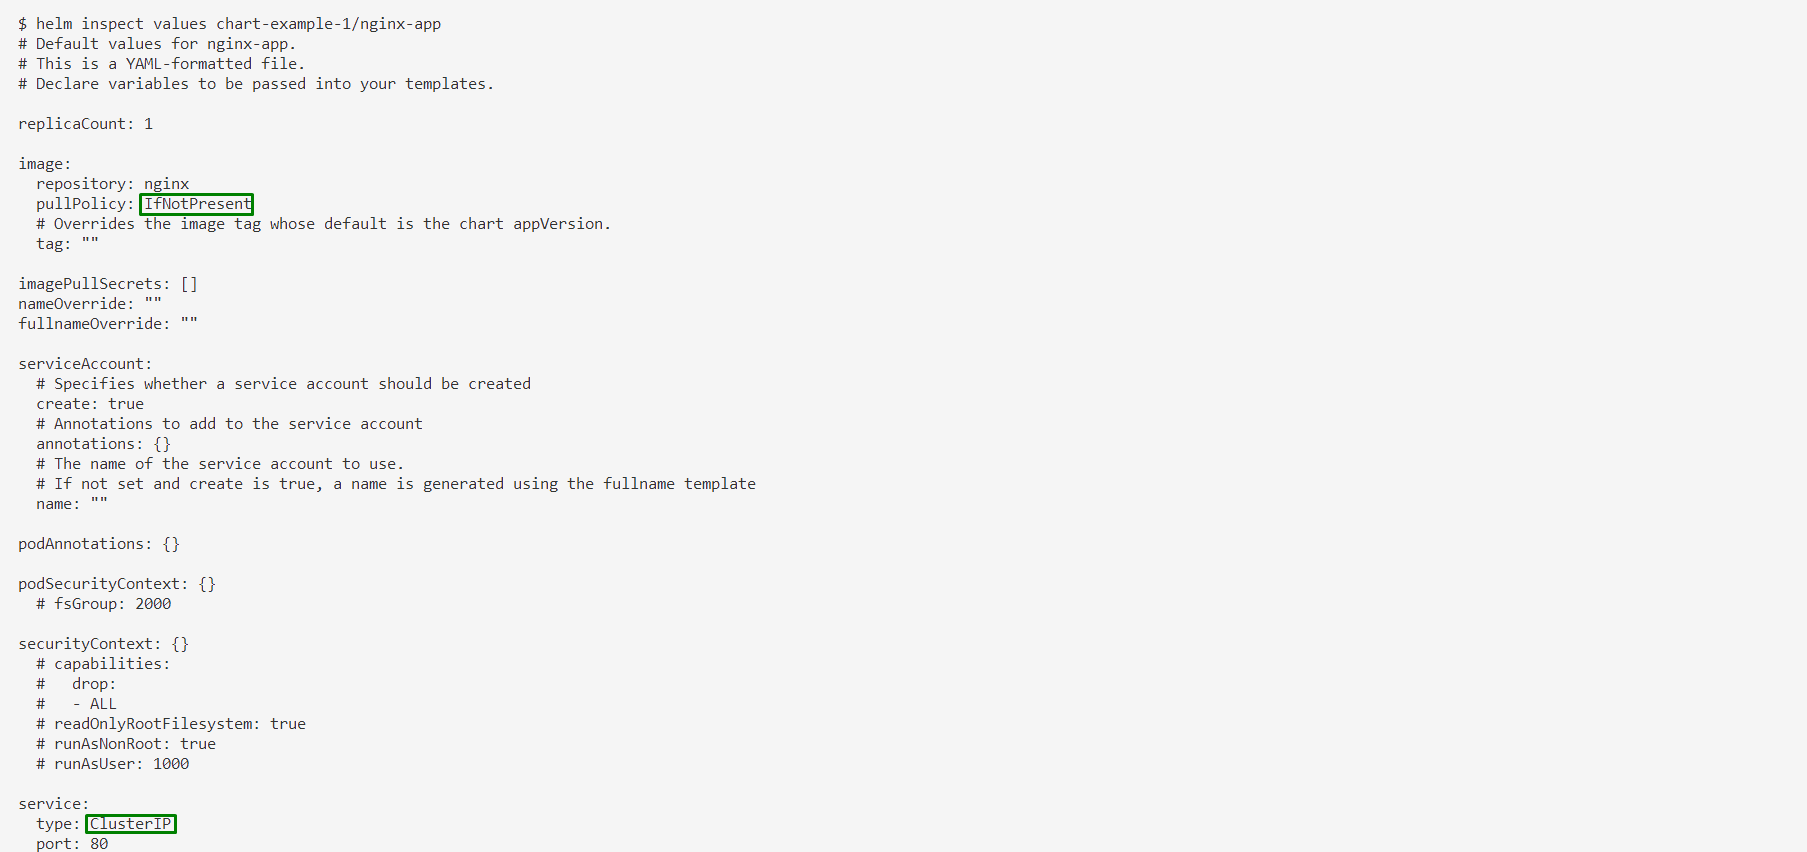 $ helm inspect values chart-example-1/nginx-app
# Default values for nginx-app.
# This is a YAML-formatted file.
# Declare variables to be passed into your templates.

replicaCount: 1

image:
  repository: nginx
  pullPolicy: IfNotPresent
  # Overrides the image tag whose default is the chart appVersion.
  tag: ""

imagePullSecrets: []
nameOverride: ""
fullnameOverride: ""

serviceAccount:
  # Specifies whether a service account should be created
  create: true
  # Annotations to add to the service account
  annotations: {}
  # The name of the service account to use.
  # If not set and create is true, a name is generated using the fullname template
  name: ""

podAnnotations: {}

podSecurityContext: {}
  # fsGroup: 2000

securityContext: {}
  # capabilities:
  #   drop:
  #   - ALL
  # readOnlyRootFilesystem: true
  # runAsNonRoot: true
  # runAsUser: 1000

service:
  type: ClusterIP
  port: 80